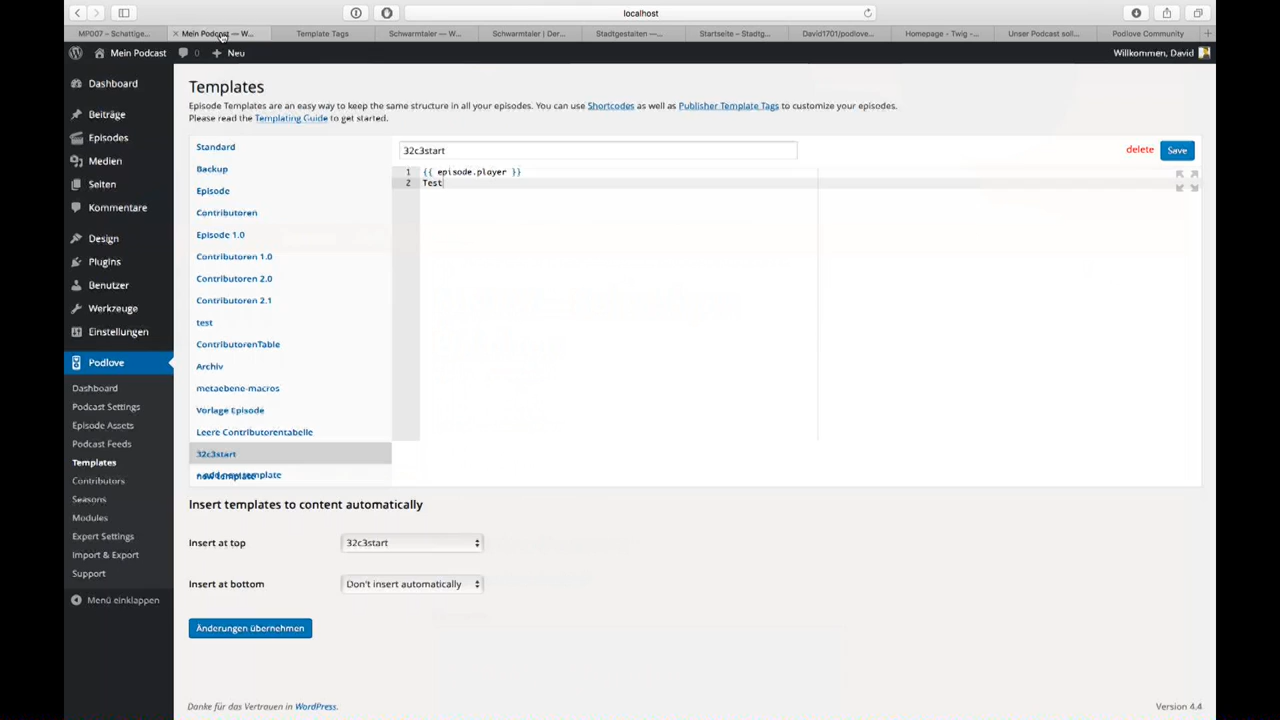 localhost
MP007 – Schattige...
Mein Podcast — W...
Template Tags
Schwarmtaler — W...
Schwarmtaler | Der...
Stadtgestalten — ...
Startseite – Stadtg...
David1701/podlove...
Homepage - Twig -...
Unser Podcast soll...
Podlove Community
Mein Podcast
0
Neu
Willkommen, David
Dashboard
Beiträge
Episodes
Medien
Seiten
Kommentare
Design
Plugins
Benutzer
Werkzeuge
Einstellungen
Podlove
Dashboard
Podcast Settings
Episode Assets
Podcast Feeds
Templates
Contributors
Seasons
Modules
Expert Settings
Import & Export
Support
Menü einklappen
Templates
Episode Templates are an easy way to keep the same structure in all your episodes. You can use Shortcodes as well as Publisher Template Tags to customize your episodes.
Please read the Templating Guide to get started.
Standard
Backup
Episode
Contributoren
Episode 1.0
Contributoren 1.0
Contributoren 2.0
Contributoren 2.1
test
ContributorenTable
Archiv
metaebene-macros
Vorlage Episode
Leere Contributorentabelle
32c3start
+ add new template
new template
32c3start
delete
Save
1 {{ episode.player }}
2 Test
Insert templates to content automatically
Insert at top
32c3start
Insert at bottom
Don't insert automatically
Änderungen übernehmen
Danke für das Vertrauen in WordPress.
Version 4.4